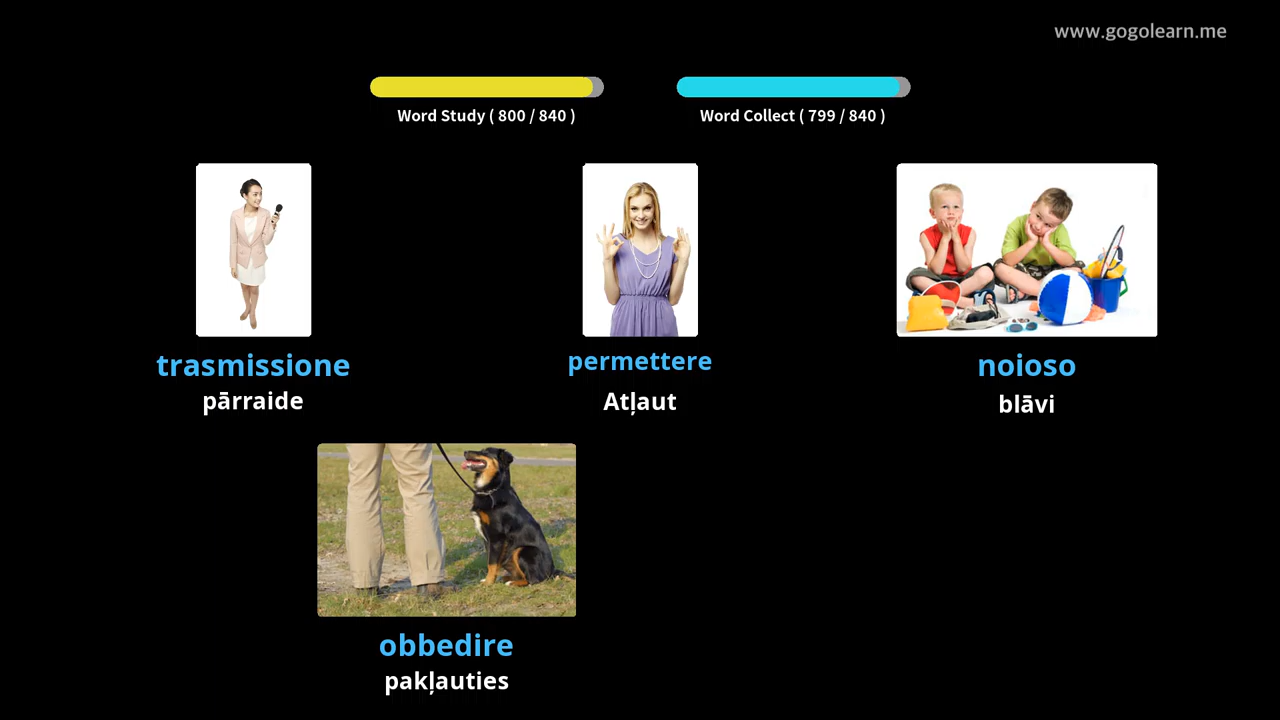 www.gogolearn.me
Word Study ( 800 / 840 )
Word Collect ( 799 / 840 )
trasmissione
pārraide
permettere
Atļaut
noioso
blāvi
obbedire
pakļauties